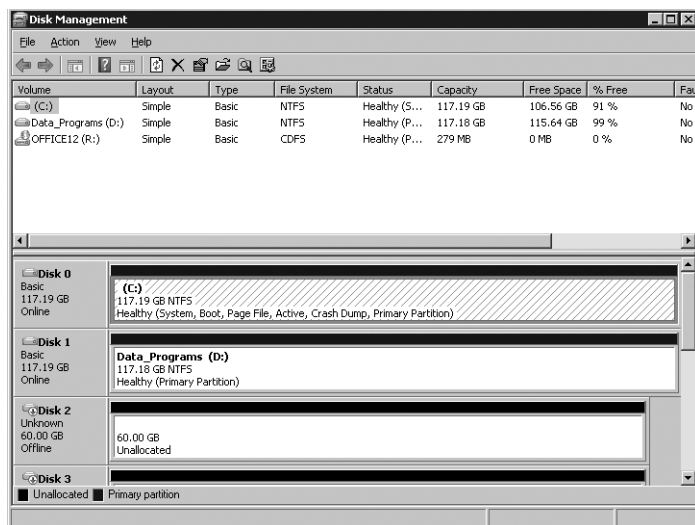 Disk Management
File Action View Help
Volume Layout Type File System Status Capacity Free Space % Free Fau
(C:) Simple Basic NTFS Healthy (S... 117.19 GB 106.56 GB 91 % No
Data_Programs (D:) Simple Basic NTFS Healthy (P... 117.18 GB 115.64 GB 99 % No
OFFICE12 (R:) Simple Basic CDFS Healthy (P... 279 MB 0 MB 0 % No
Disk 0
Basic
117.19 GB
Online
(C:)
117.19 GB NTFS
Healthy (System, Boot, Page File, Active, Crash Dump, Primary Partition)
Disk 1
Basic
117.19 GB
Online
Data_Programs (D:)
117.18 GB NTFS
Healthy (Primary Partition)
Disk 2
Unknown
60.00 GB
Offline
60.00 GB
Unallocated
Disk 3
Unallocated Primary partition